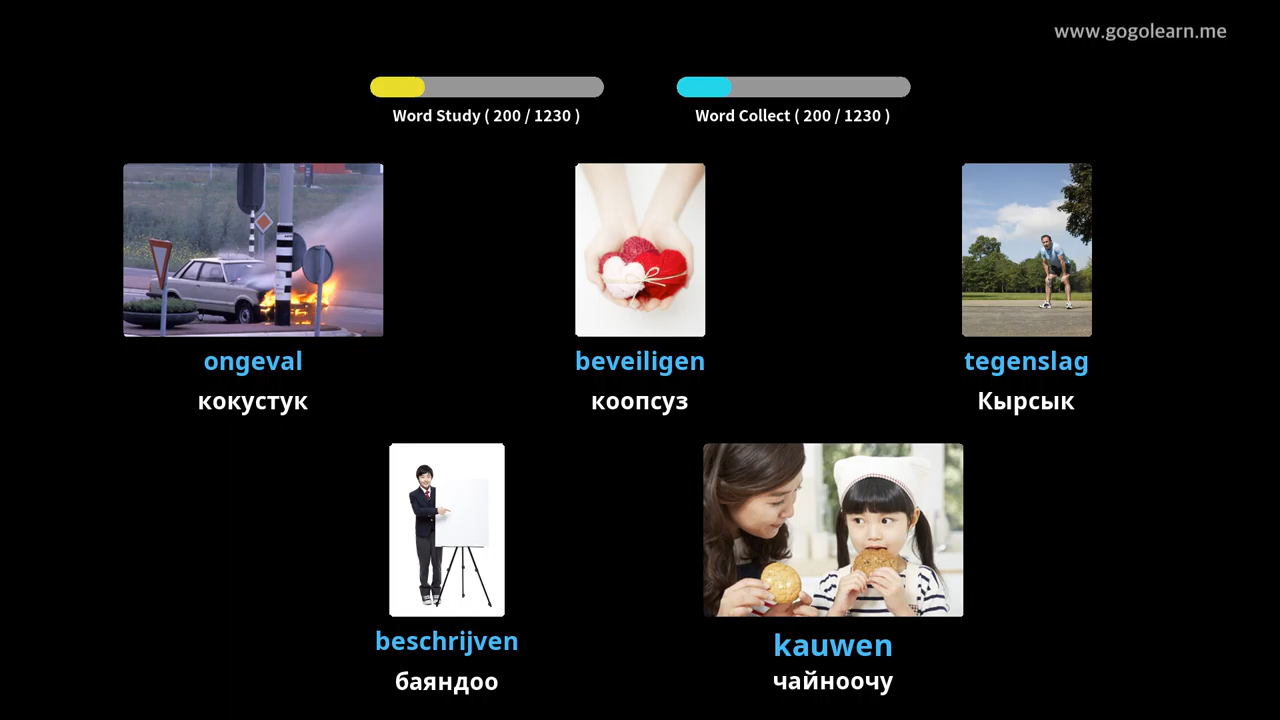 www.gogolearn.me
Word Study ( 200 / 1230 )
Word Collect ( 200 / 1230 )
ongeval
beveiligen
tegenslag
кокустук
коопсуз
Кырсык
beschrijven
kauwen
баяндоо
чайноочу